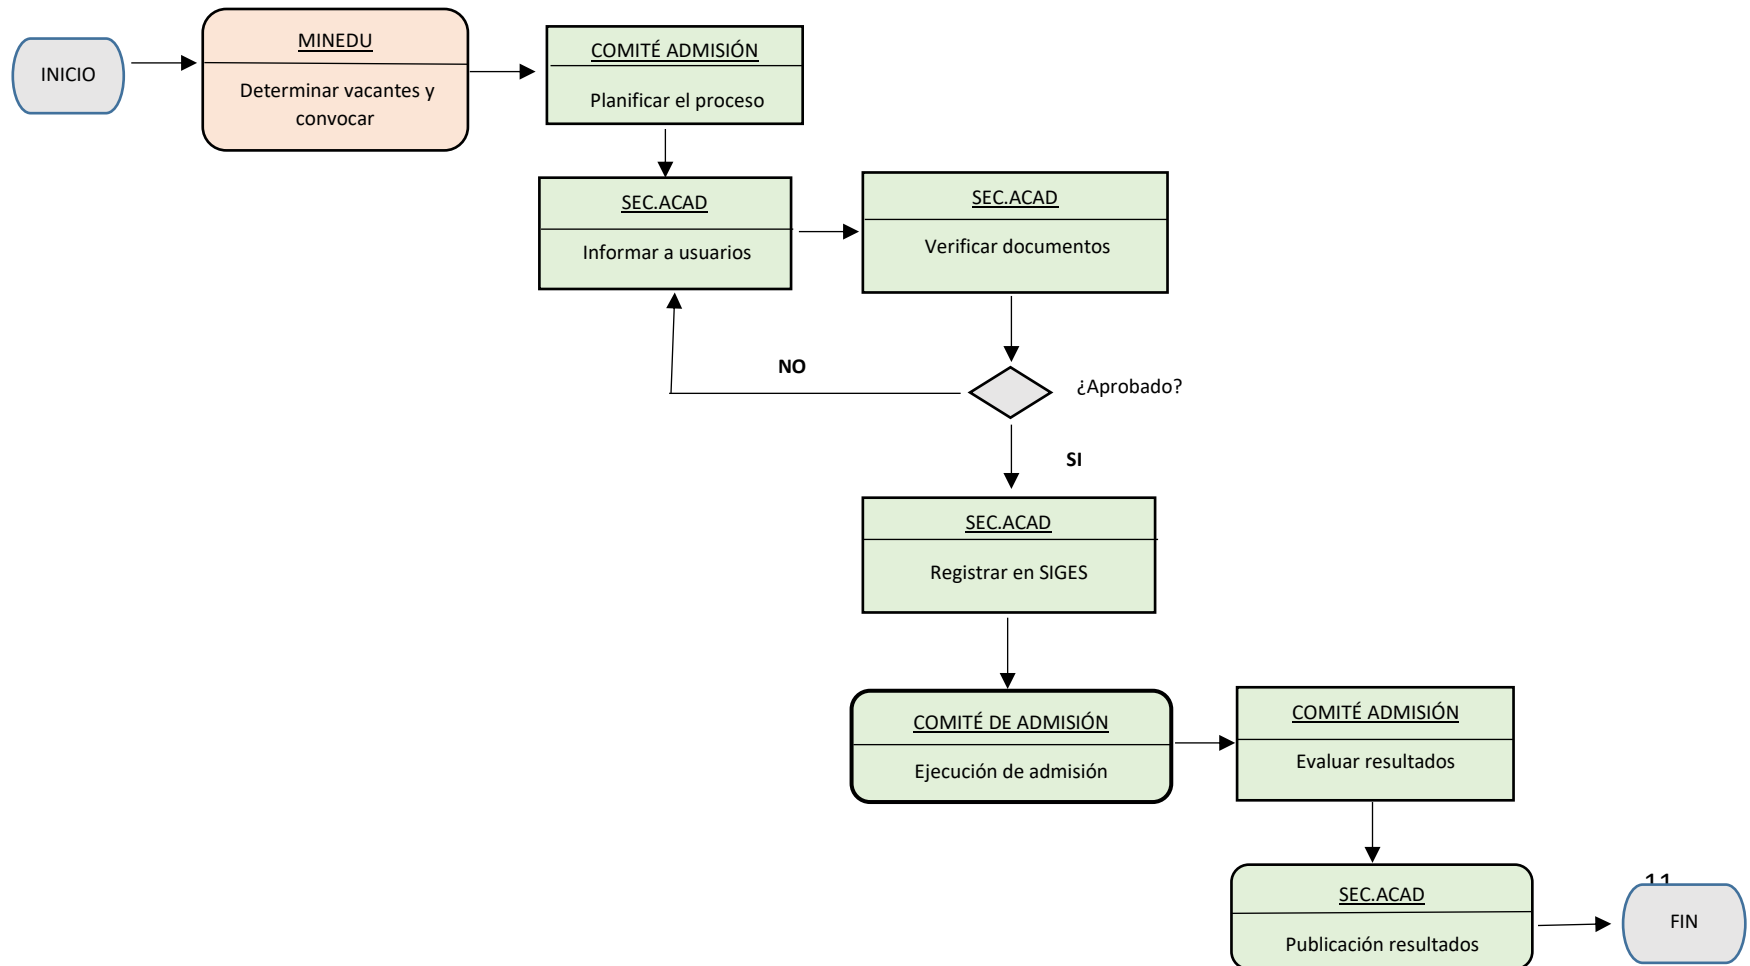 INICIO
MINEDU
Determinar vacantes y
convocar
COMITÉ ADMISIÓN
Planificar el proceso
SEC.ACAD
Informar a usuarios
SEC.ACAD
Verificar documentos
NO
¿Aprobado?
SI
SEC.ACAD
Registrar en SIGES
COMITÉ DE ADMISIÓN
Ejecución de admisión
COMITÉ ADMISIÓN
Evaluar resultados
SEC.ACAD
Publicación resultados
11
FIN